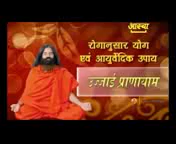 आस्था
रोगानुसार योग
एवं आयुर्वेदिक उपाय
उज्जाई प्राणायाम